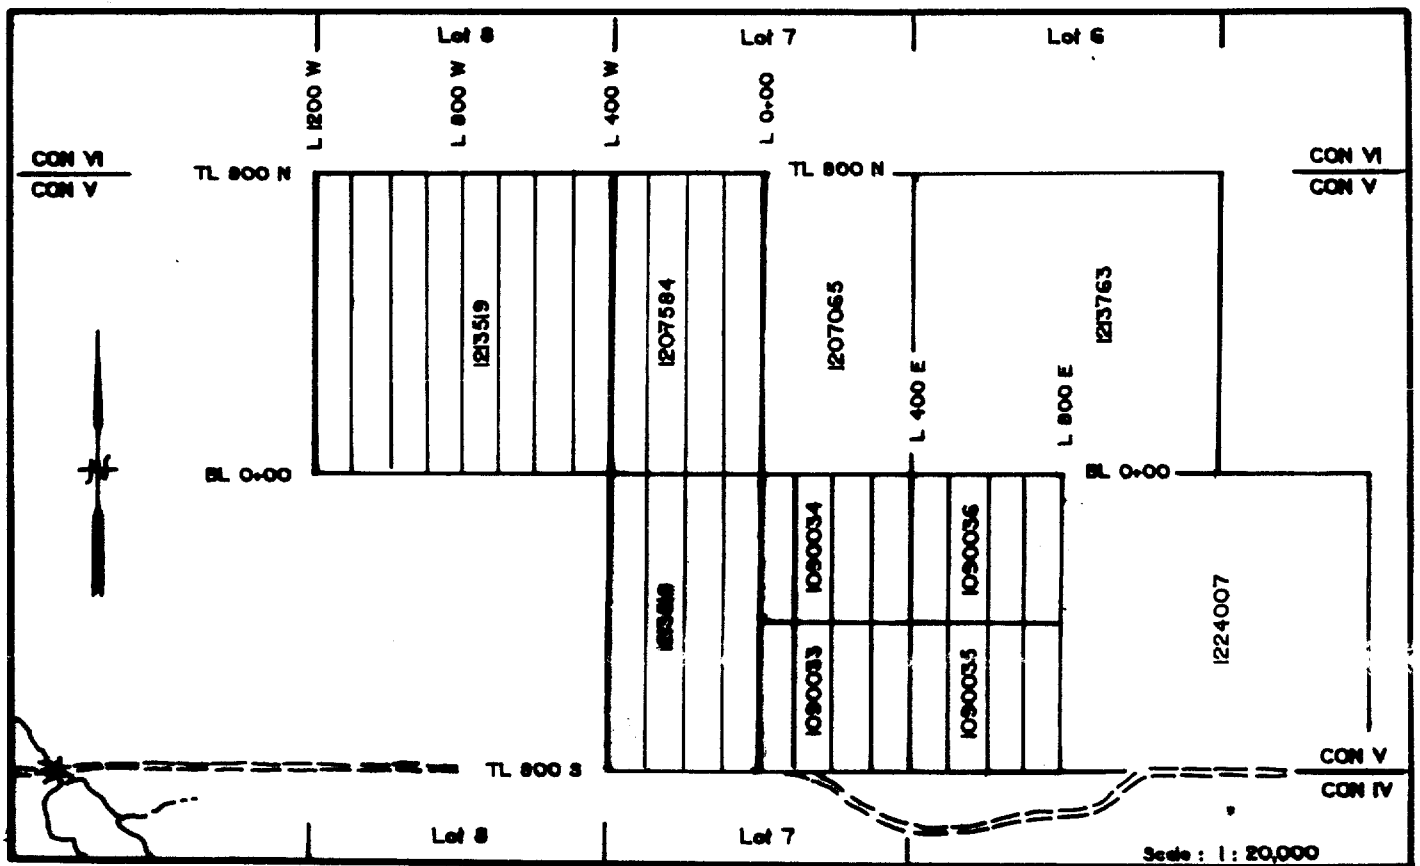 Lot 8
Lot 7
Lot 6
L 1200 W
L 800 W
L 400 W
L 0+00
CON VI
CON V
TL 800 N
TL 800 N
CON VI
CON V
1213519
1207584
1207065
1213763
L 400 E
L 800 E
N
BL 0+00
BL 0+00
1090034
1090036
1090033
1090035
1224007
TL 800 S
CON V
CON IV
Lot 8
Lot 7
Scale : 1 : 20,000